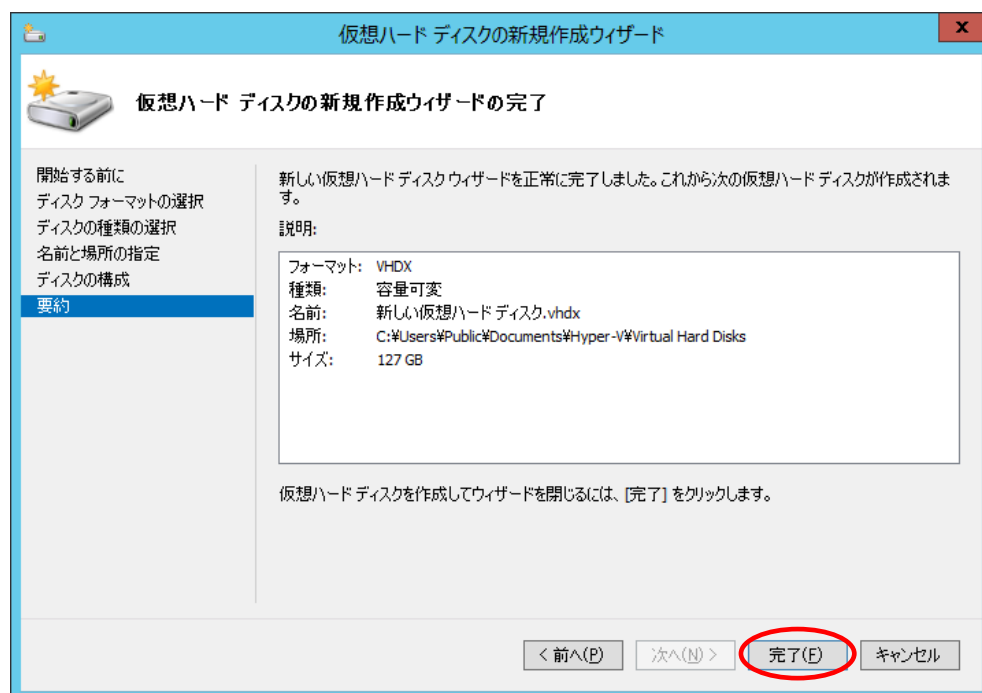 仮想ハード ディスクの新規作成ウィザード
x
仮想ハード ディスクの新規作成ウィザードの完了
開始する前に
ディスク フォーマットの選択
ディスクの種類の選択
名前と場所の指定
ディスクの構成
要約
新しい仮想ハード ディスク ウィザードを正常に完了しました。これから次の仮想ハード ディスクが作成されま
す。
説明:
フォーマット: VHDX
種類: 容量可変
名前: 新しい仮想ハード ディスク.vhdx
場所: C:¥Users¥Public¥Documents¥Hyper-V¥Virtual Hard Disks
サイズ: 127 GB
仮想ハード ディスクを作成してウィザードを閉じるには、[完了] をクリックします。
< 前へ(P) 次へ(N) > 完了(F) キャンセル